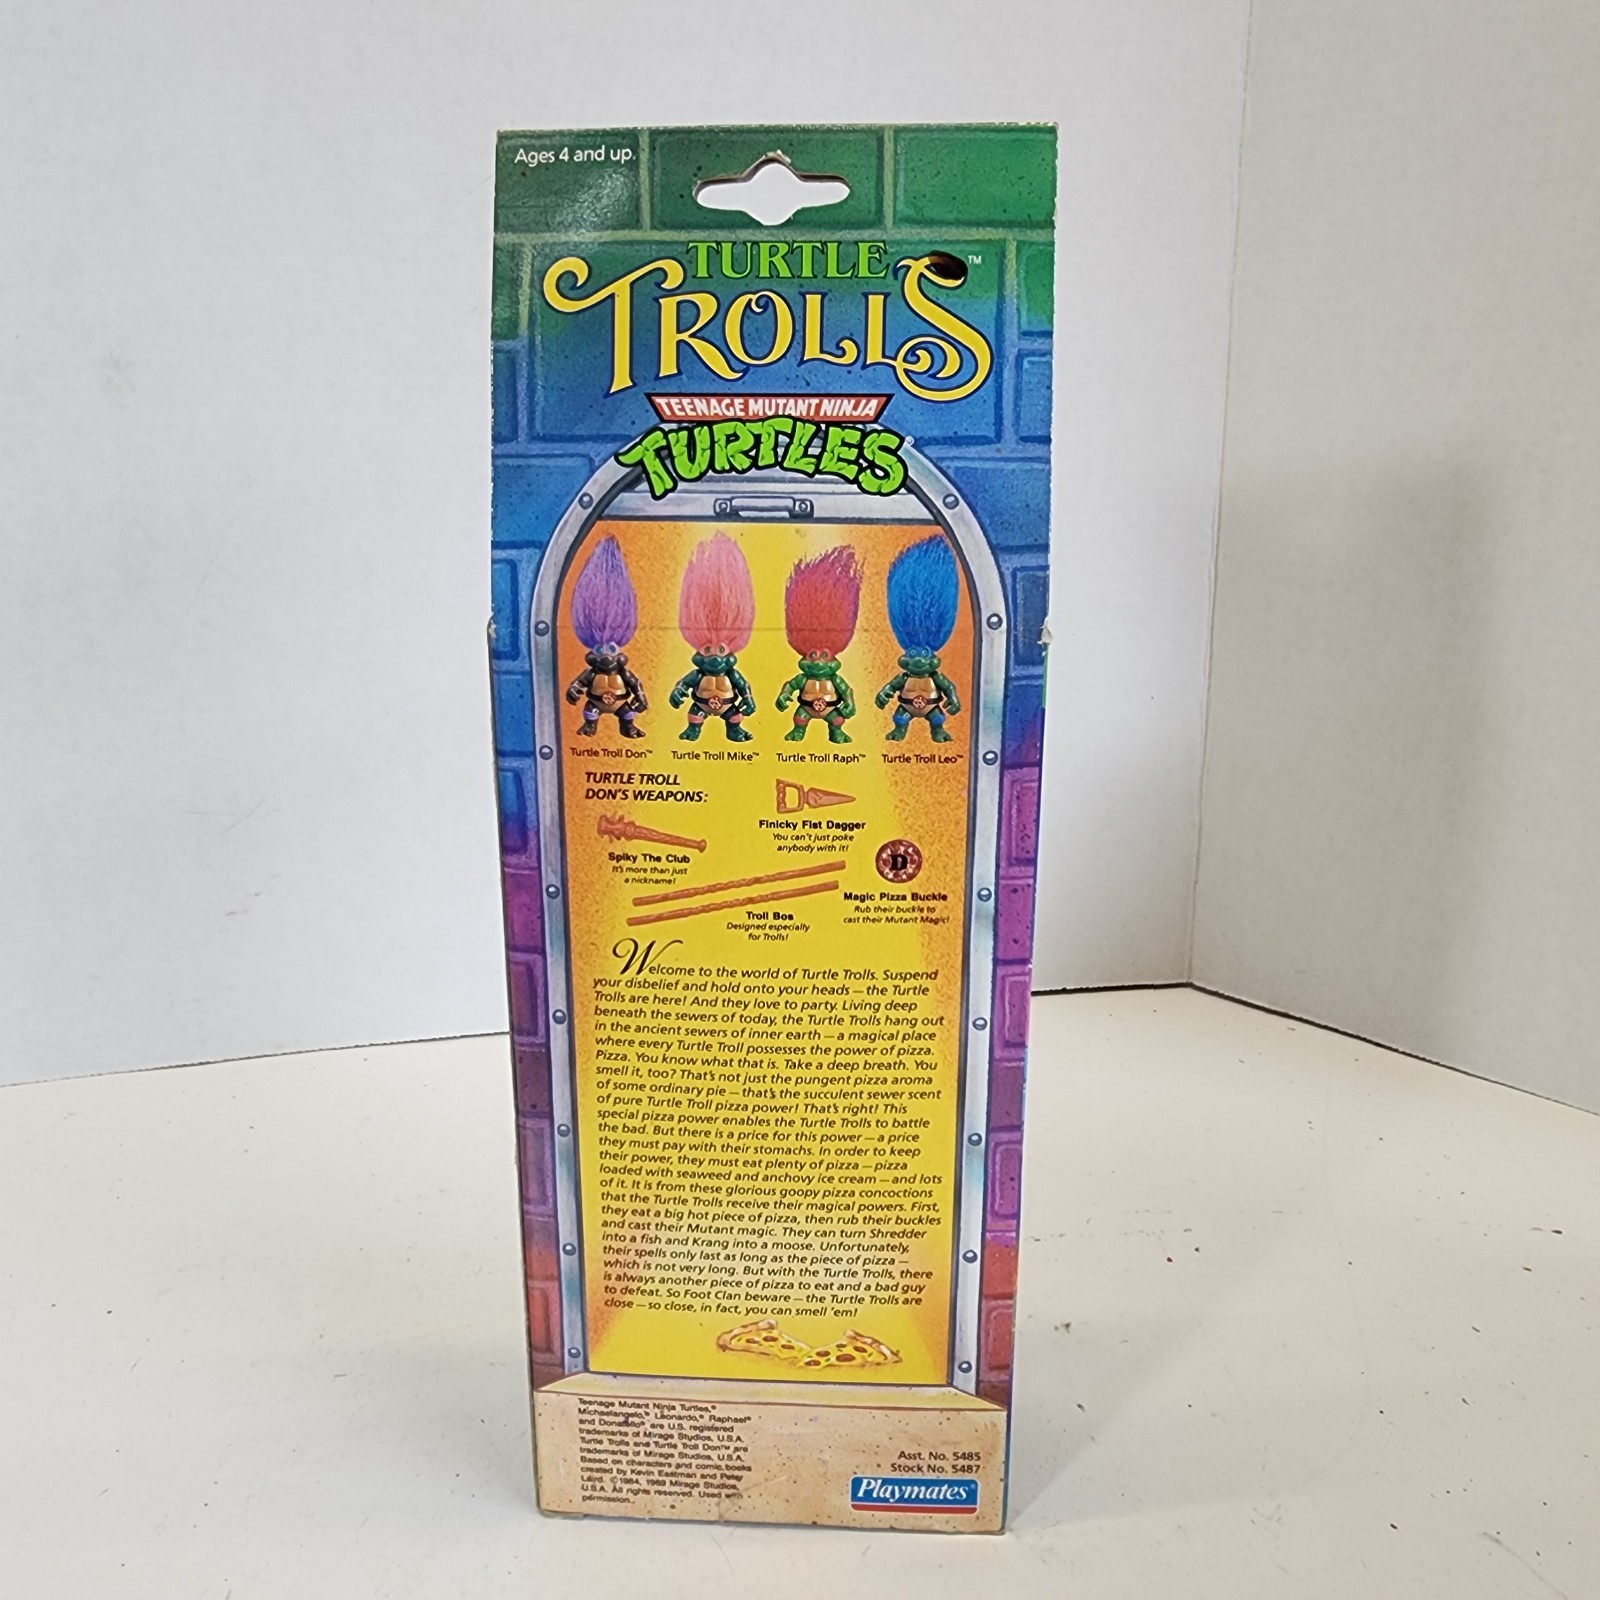 Ages 4 and up.
TURTLE
TROLLS™
TEENAGE MUTANT NINJA
TURTLES®
Turtle Troll Don™
Turtle Troll Mike™
Turtle Troll Raph™
Turtle Troll Leo™
TURTLE TROLL
DON'S WEAPONS:
Finicky Fist Dagger
You can't just poke
anybody with it!
Spiky The Club
It's more than just
a nickname!
D
Magic Pizza Buckle
Rub their buckle to
cast their Mutant Magic!
Troll Bos
Designed especially
for Trolls!
Welcome to the world of Turtle Trolls. Suspend
your disbelief and hold onto your heads — the Turtle
Trolls are here! And they love to party. Living deep
beneath the sewers of today, the Turtle Trolls hang out
in the ancient sewers of inner earth — a magical place
where every Turtle Troll possesses the power of pizza.
Pizza. You know what that is. Take a deep breath. You
smell it, too? That's not just the pungent pizza aroma
of some ordinary pie — that's the succulent sewer scent
of pure Turtle Troll pizza power! That's right! This
special pizza power enables the Turtle Trolls to battle
the bad. But there is a price for this power — a price
they must pay with their stomachs. In order to keep
their power, they must eat plenty of pizza — pizza
loaded with seaweed and anchovy ice cream — and lots
of it. It is from these glorious goopy pizza concoctions
that the Turtle Trolls receive their magical powers. First,
they eat a big hot piece of pizza, then rub their buckles
and cast their Mutant magic. They can turn Shredder
into a fish and Krang into a moose. Unfortunately,
their spells only last as long as the piece of pizza —
which is not very long. But with the Turtle Trolls, there
is always another piece of pizza to eat and a bad guy
to defeat. So Foot Clan beware — the Turtle Trolls are
close — so close, in fact, you can smell 'em!
Teenage Mutant Ninja Turtles,®
Michaelangelo,® Leonardo,® Raphael®
and Donatello® are U.S. registered
trademarks of Mirage Studios, U.S.A.
Turtle Trolls and Turtle Troll Don™ are
trademarks of Mirage Studios, U.S.A.
Based on characters and comic books
created by Kevin Eastman and Peter
Laird. ©1984, 1989 Mirage Studios,
U.S.A. All rights reserved. Used with
permission.
Asst. No. 5485
Stock No. 5487
Playmates®